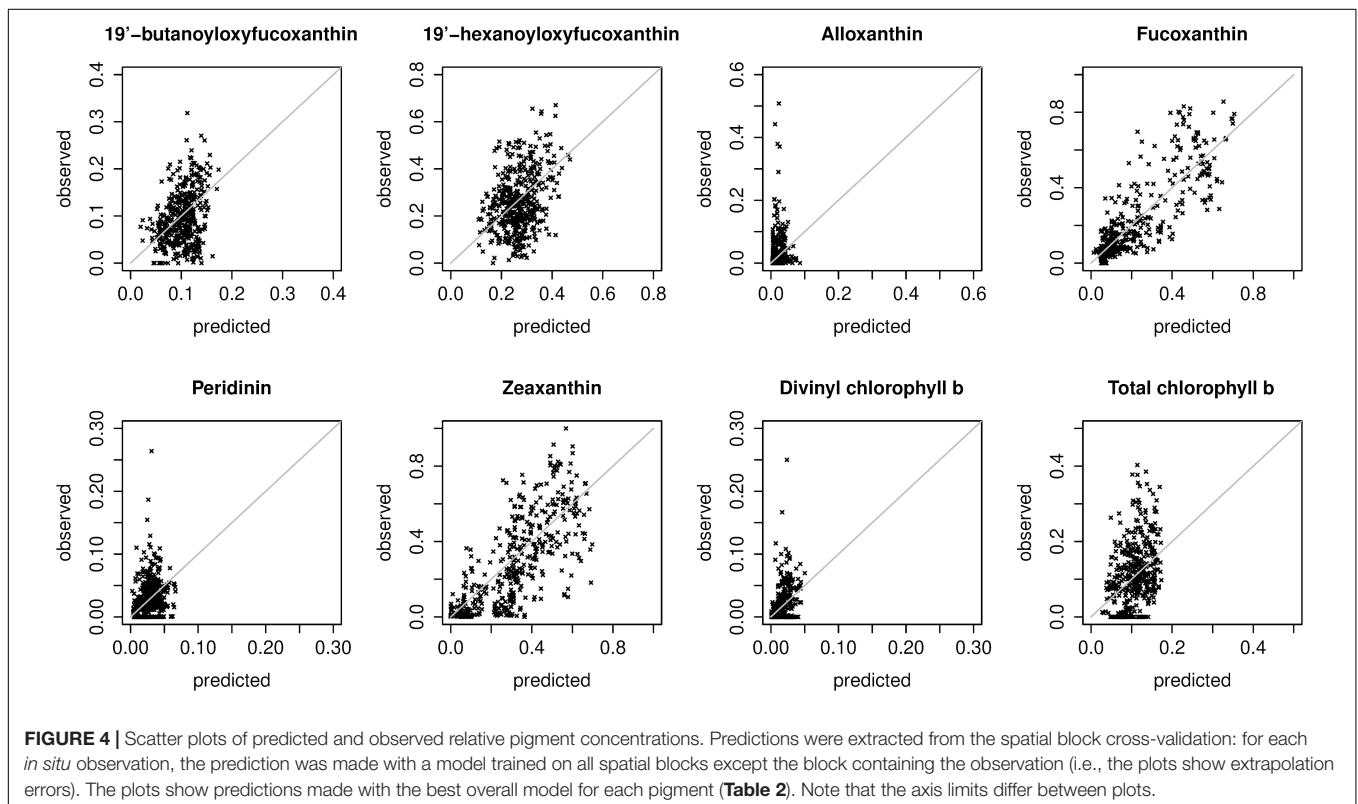 19'−butanoyloxyfucoxanthin
19'−hexanoyloxyfucoxanthin
Alloxanthin
Fucoxanthin
observed
0.0 0.1 0.2 0.3 0.4
0.0 0.1 0.2 0.3 0.4
predicted
observed
0.0 0.2 0.4 0.6 0.8
0.0 0.2 0.4 0.6 0.8
predicted
observed
0.0 0.2 0.4 0.6
0.0 0.2 0.4 0.6
predicted
observed
0.0 0.4 0.8
0.0 0.4 0.8
predicted
Peridinin
Zeaxanthin
Divinyl chlorophyll b
Total chlorophyll b
observed
0.00 0.10 0.20 0.30
0.00 0.10 0.20 0.30
predicted
observed
0.0 0.4 0.8
0.0 0.4 0.8
predicted
observed
0.00 0.10 0.20 0.30
0.00 0.10 0.20 0.30
predicted
observed
0.0 0.2 0.4
0.0 0.2 0.4
predicted
FIGURE 4 | Scatter plots of predicted and observed relative pigment concentrations. Predictions were extracted from the spatial block cross-validation: for each
in situ observation, the prediction was made with a model trained on all spatial blocks except the block containing the observation (i.e., the plots show extrapolation
errors). The plots show predictions made with the best overall model for each pigment (Table 2). Note that the axis limits differ between plots.